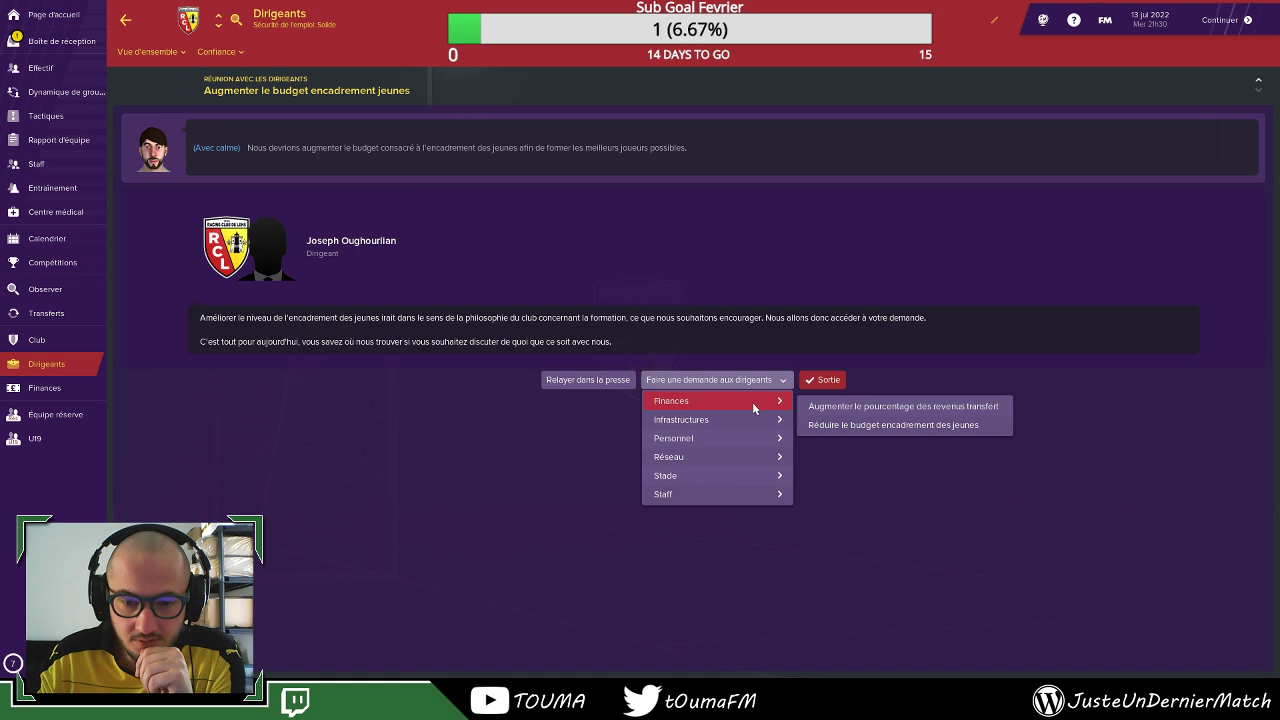 Sub Goal Fevrier
1 (6.67%)
0 14 DAYS TO GO 15
Dirigeants
Sécurité de l'emploi: Solide
Vue d'ensemble Confiance
FM
13 juil 2022
Mer 21h30
Continuer
Page d'accueil
1
Boîte de réception
Effectif
Dynamique de grou...
Tactiques
Rapport d'équipe
Staff
Entraînement
Centre médical
Calendrier
Compétitions
Observer
Transferts
Club
Dirigeants
Finances
Équipe réserve
U19
7
RÉUNION AVEC LES DIRIGEANTS
Augmenter le budget encadrement jeunes
(Avec calme) Nous devrions augmenter le budget consacré à l'encadrement des jeunes afin de former les meilleurs joueurs possibles.
RACING CLUB DE LENS
R
C
L
Joseph Oughourlian
Dirigeant
Améliorer le niveau de l'encadrement des jeunes irait dans le sens de la philosophie du club concernant la formation, ce que nous souhaitons encourager. Nous allons donc accéder à votre demande.
C'est tout pour aujourd'hui, vous savez où nous trouver si vous souhaitez discuter de quoi que ce soit avec nous.
Relayer dans la presse Faire une demande aux dirigeants Sortie
Finances
Infrastructures
Personnel
Réseau
Stade
Staff
Augmenter le pourcentage des revenus transfert
Réduire le budget encadrement des jeunes
TOUMA tOumaFM JusteUnDernierMatch